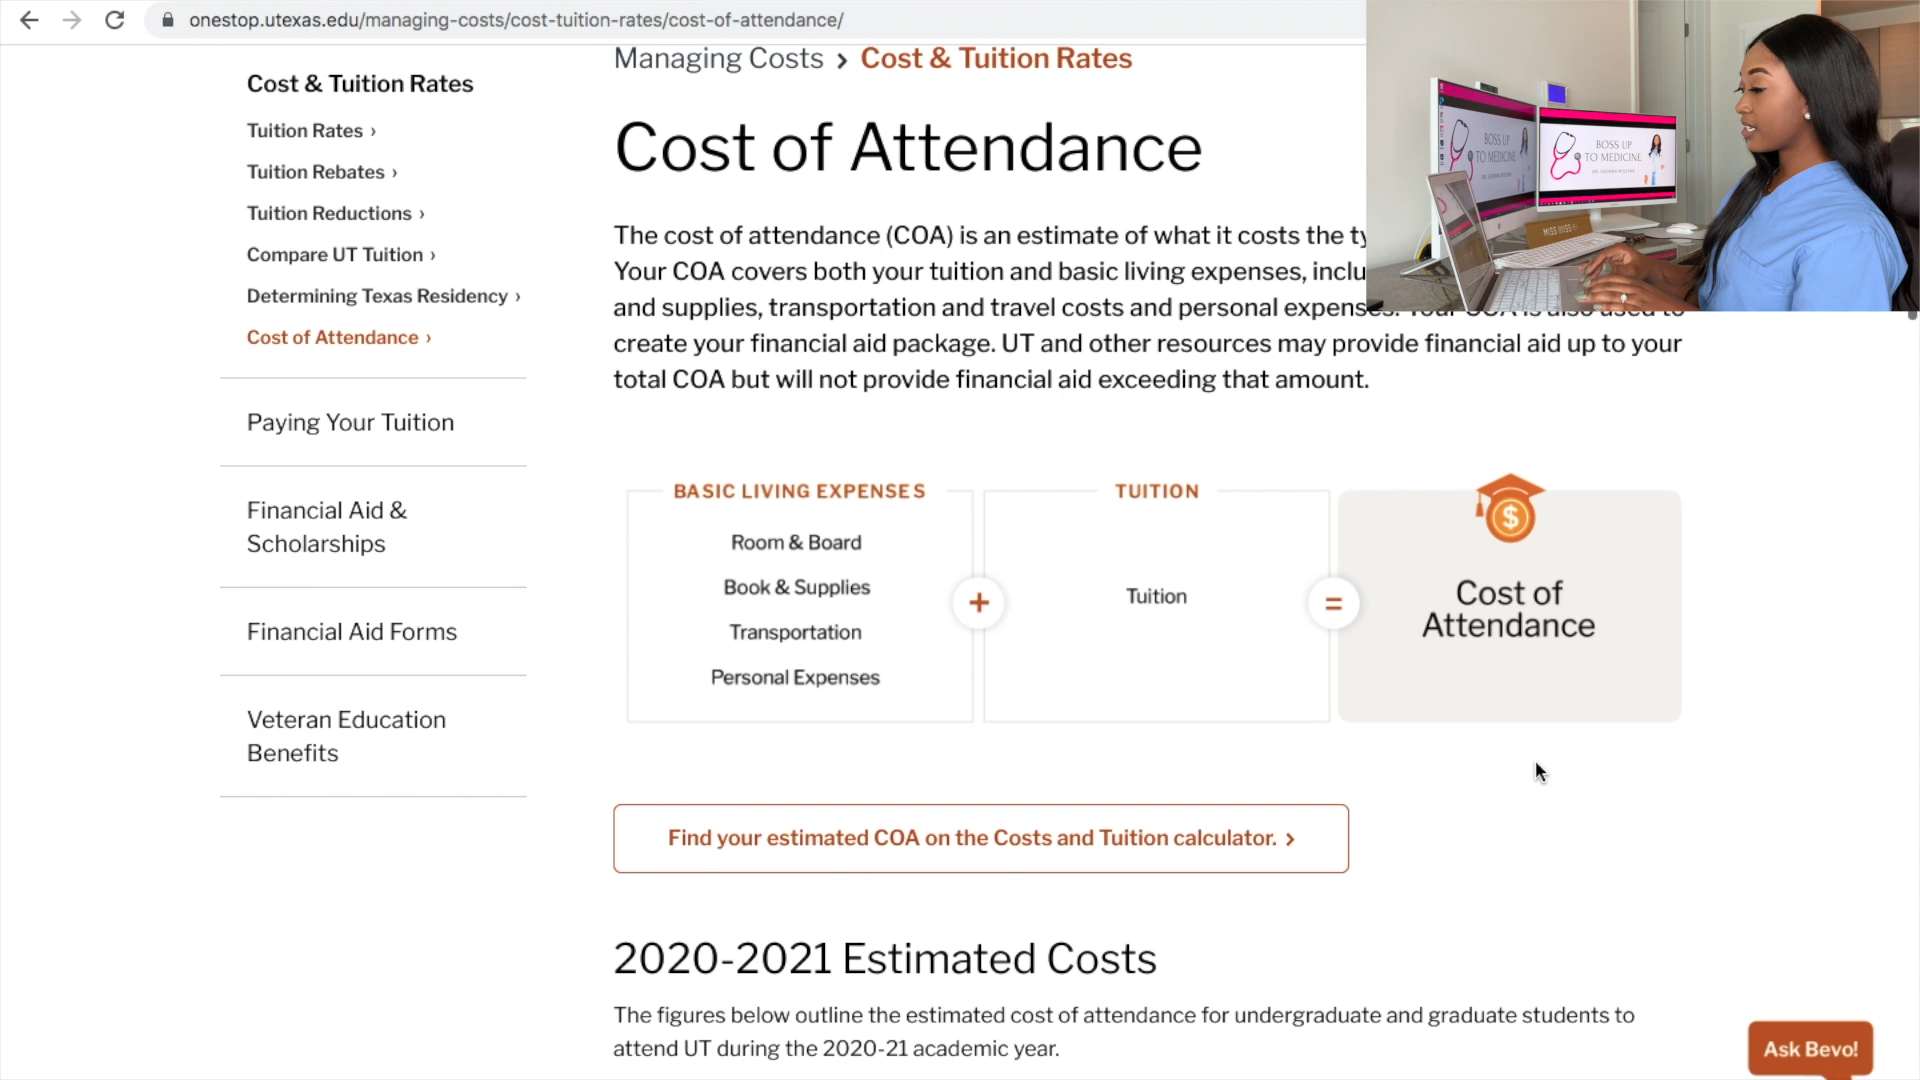 onestop.utexas.edu/managing-costs/cost-tuition-rates/cost-of-attendance/
Managing Costs › Cost & Tuition Rates
Cost & Tuition Rates
Tuition Rates ›
Tuition Rebates ›
Tuition Reductions ›
Compare UT Tuition ›
Determining Texas Residency ›
Cost of Attendance ›
Paying Your Tuition
Financial Aid &
Scholarships
Financial Aid Forms
Veteran Education
Benefits
Cost of Attendance
The cost of attendance (COA) is an estimate of what it costs the
Your COA covers both your tuition and basic living expenses,
and supplies, transportation and travel costs and personal expenses. Your COA is also used to
create your financial aid package. UT and other resources may provide financial aid up to your
total COA but will not provide financial aid exceeding that amount.
BASIC LIVING EXPENSES
Room & Board
Book & Supplies
Transportation
Personal Expenses
+
TUITION
Tuition
=
$
Cost of
Attendance
Find your estimated COA on the Costs and Tuition calculator. ›
2020-2021 Estimated Costs
The figures below outline the estimated cost of attendance for undergraduate and graduate students to
attend UT during the 2020-21 academic year.
Ask Bevo!
BOSS UP
TO MEDICINE
BOSS UP
TO MEDICINE